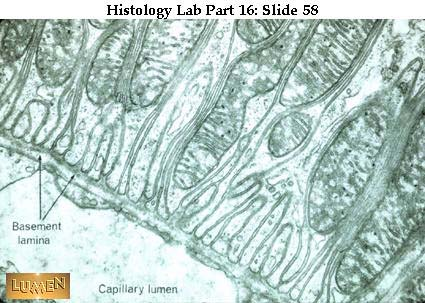 Histology Lab Part 16: Slide 58
Basement
lamina
Capillary lumen
LUMEN